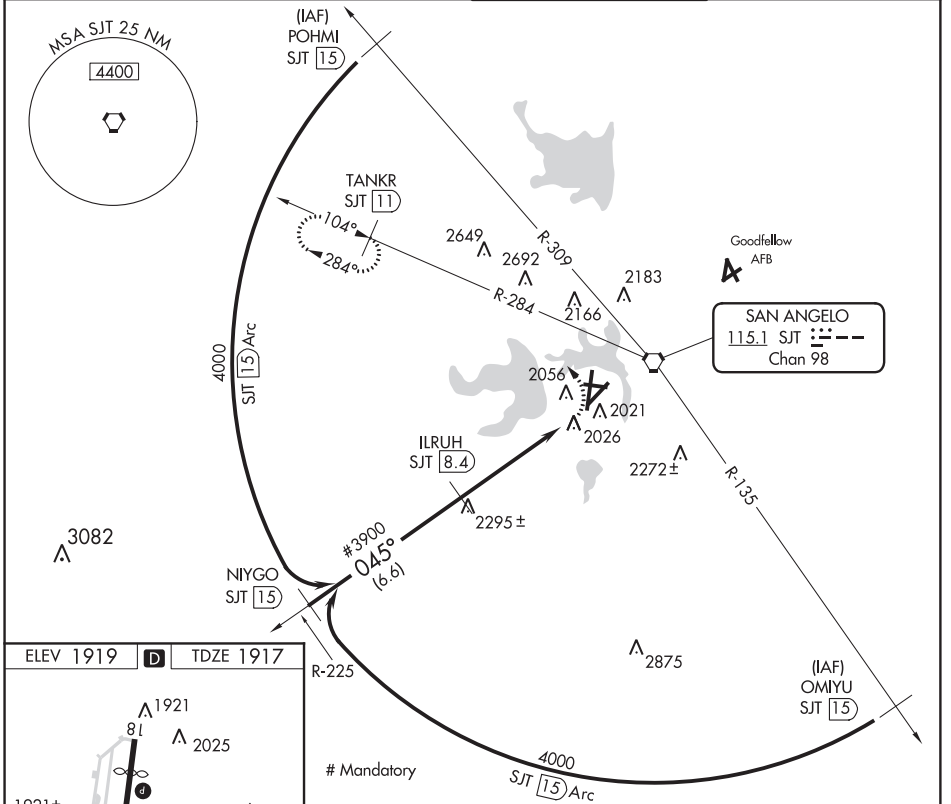 MSA SJT 25 NM
4400
(IAF)
POHMI
SJT 15
TANKR
SJT 11
104°
284°
2649
2692
R-309
R-284
2166
2183
Goodfellow
AFB
SAN ANGELO
115.1 SJT
Chan 98
4000
SJT 15 Arc
2056
2021
2026
ILRUH
SJT 8.4
2272±
R-135
2295±
3082
#3900
045°
(6.6)
NIYGO
SJT 15
R-225
2875
(IAF)
OMIYU
SJT 15
4000
SJT 15 Arc
# Mandatory
ELEV 1919 D TDZE 1917
1921
18
2025
P
1921±